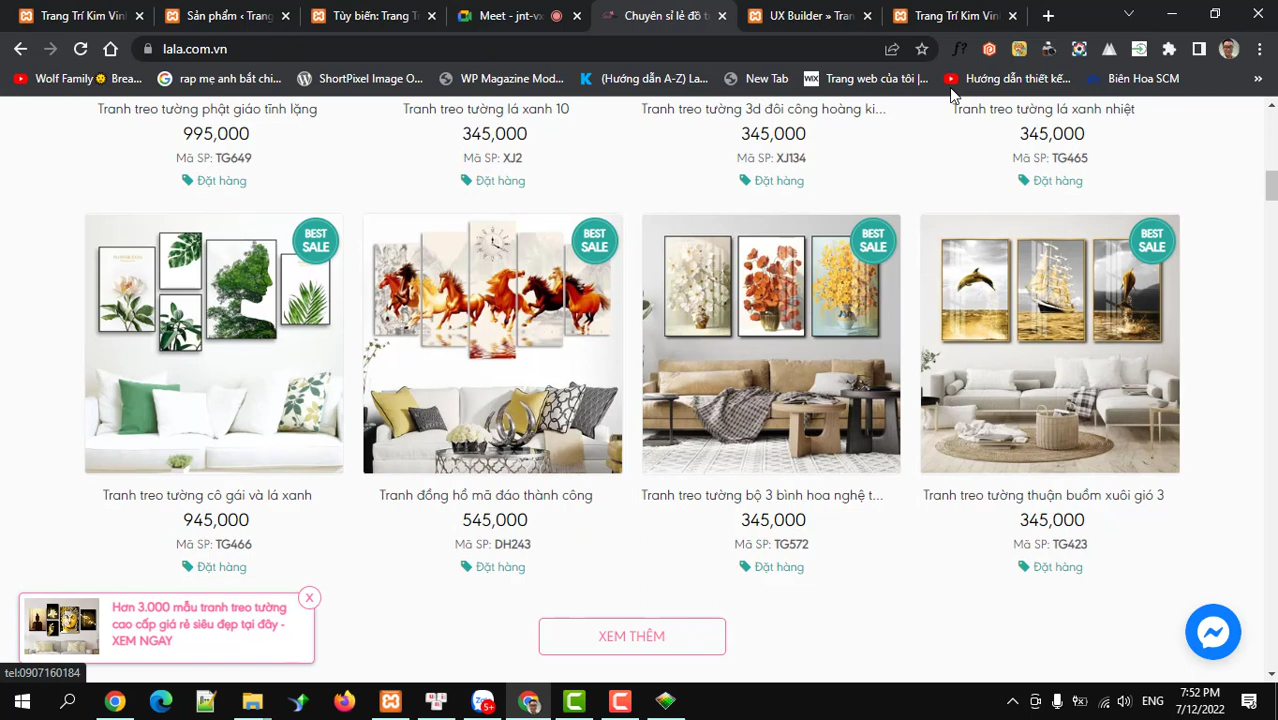 Trang Trí Kim Vinh
Sản phẩm ‹ Trang
Tùy biến: Trang T
Meet - jnt-vx
Chuyên sỉ lẻ đồ t
UX Builder » Tran
Trang Trí Kim Vinh
lala.com.vn
Wolf Family Brea...
rap mẹ anh bắt chi...
ShortPixel Image O...
WP Magazine Mod...
(Hướng dẫn A-Z) La...
New Tab
WIX
Trang web của tôi |...
Hướng dẫn thiết kế...
Biên Hoa SCM
Tranh treo tường phật giáo tĩnh lặng
Tranh treo tường lá xanh 10
Tranh treo tường 3d đôi công hoàng ki...
Tranh treo tường lá xanh nhiệt
995,000
345,000
345,000
345,000
Mã SP: TG649
Mã SP: XJ2
Mã SP: XJ134
Mã SP: TG465
Đặt hàng
Đặt hàng
Đặt hàng
Đặt hàng
BEST
SALE
BEST
SALE
BEST
SALE
BEST
SALE
Tranh treo tường cô gái và lá xanh
Tranh đồng hồ mã đáo thành công
Tranh treo tường bộ 3 bình hoa nghệ t...
Tranh treo tường thuận buồm xuôi gió 3
945,000
545,000
345,000
345,000
Mã SP: TG466
Mã SP: DH243
Mã SP: TG572
Mã SP: TG423
Đặt hàng
Đặt hàng
Đặt hàng
Đặt hàng
Hơn 3.000 mẫu tranh treo tường
cao cấp giá rẻ siêu đẹp tại đây -
XEM NGAY
X
XEM THÊM
tel:0907160184
5+
ENG
7:52 PM
7/12/2022